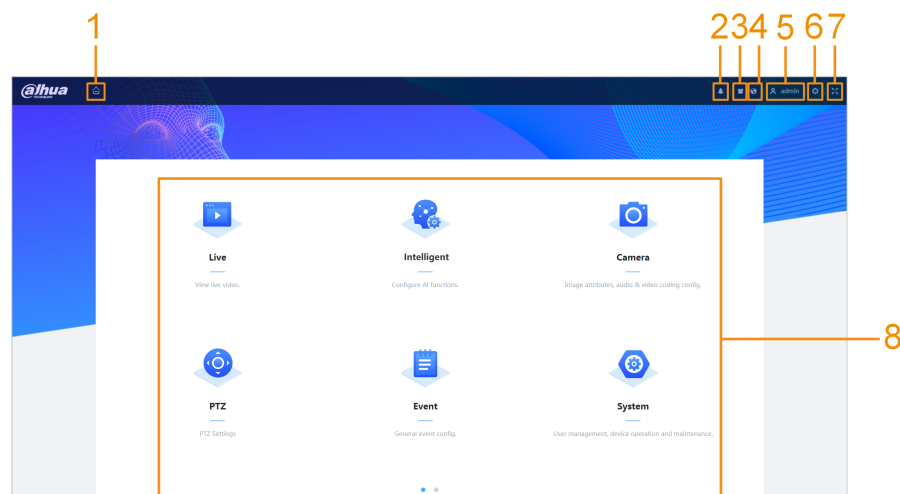 1 2 3 4 5 6 7
alhua admin
TECHNOLOGY
Live Intelligent Camera
View live video. Configure AI functions. Image attributes, audio & video coding config.
8
PTZ Event System
PTZ Settings General event config. User management, device operation and maintenance.